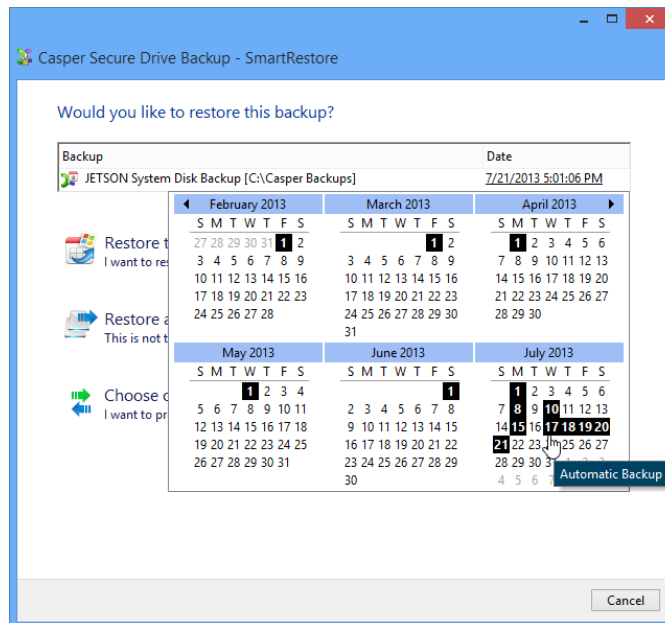 Casper Secure Drive Backup - SmartRestore
Would you like to restore this backup?
Backup Date
JETSON System Disk Backup [C:\Casper Backups] 7/21/2013 5:01:06 PM
February 2013 March 2013 April 2013
S M T W T F S S M T W T F S S M T W T F S
27 28 29 30 31 1 2 1 2 1 2 3 4 5 6
3 4 5 6 7 8 9 3 4 5 6 7 8 9 7 8 9 10 11 12 13
10 11 12 13 14 15 16 10 11 12 13 14 15 16 14 15 16 17 18 19 20
17 18 19 20 21 22 23 17 18 19 20 21 22 23 21 22 23 24 25 26 27
24 25 26 27 28 24 25 26 27 28 29 30 28 29 30
31
Restore
I want to
Restore
This is not
Choose
I want to
May 2013 June 2013 July 2013
S M T W T F S S M T W T F S S M T W T F S
1 2 3 4 1 1 2 3 4 5 6
5 6 7 8 9 10 11 2 3 4 5 6 7 8 7 8 9 10 11 12 13
12 13 14 15 16 17 18 9 10 11 12 13 14 15 14 15 16 17 18 19 20
19 20 21 22 23 24 25 16 17 18 19 20 21 22 21 22 23 25 26 27
26 27 28 29 30 31 23 24 25 26 27 28 29 28 29 30
30 4 5 6
Automatic Backup
Cancel